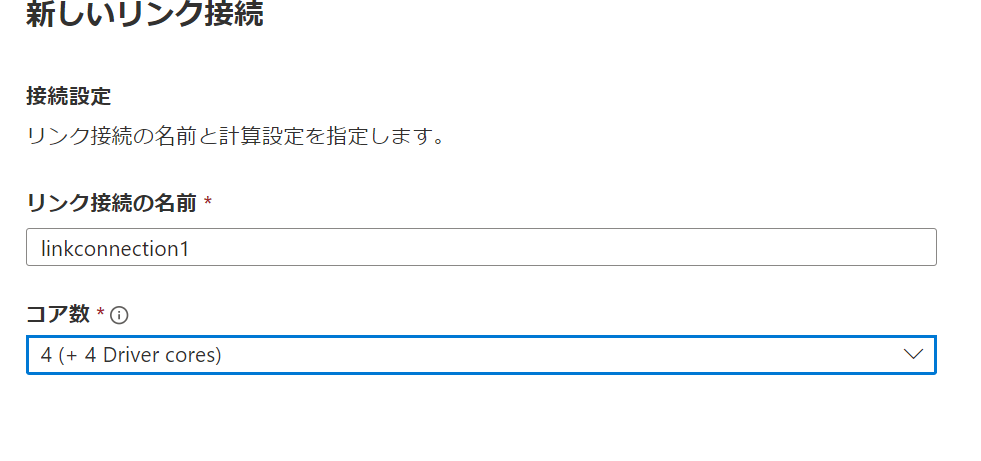 新しいリンク接続
接続設定
リンク接続の名前と計算設定を指定します。
リンク接続の名前 *
linkconnection1
コア数 *
4 (+ 4 Driver cores)